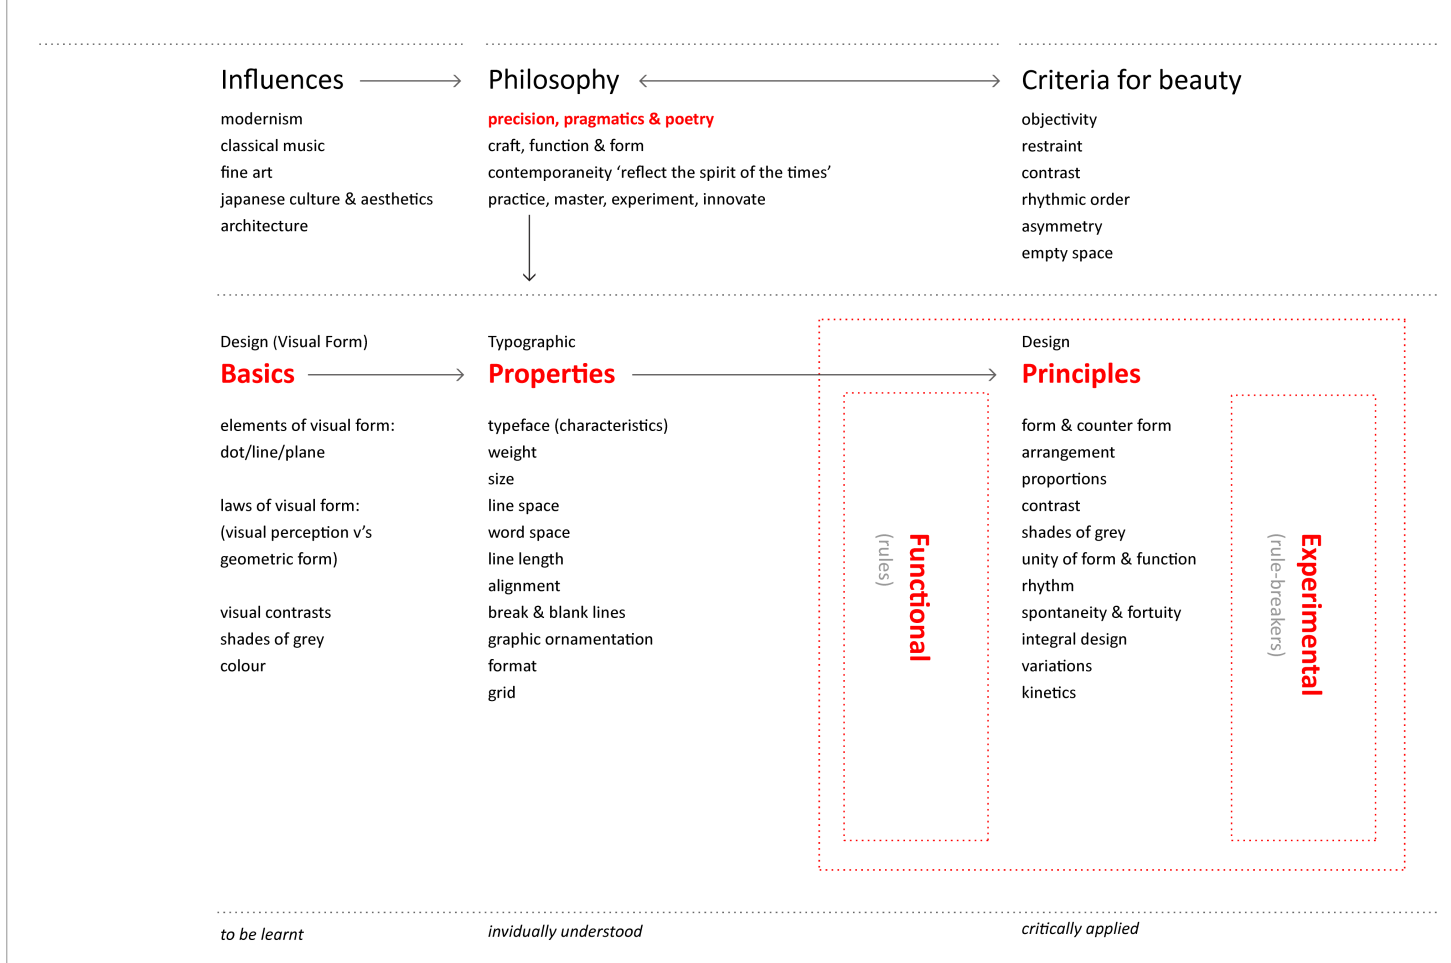 Influences
modernism
classical music
fine art
japanese culture & aesthetics
architecture
Philosophy
precision, pragmatics & poetry
craft, function & form
contemporaneity ‘reflect the spirit of the times’
practice, master, experiment, innovate
Criteria for beauty
objectivity
restraint
contrast
rhythmic order
asymmetry
empty space
Design (Visual Form)
Basics
elements of visual form:
dot/line/plane
laws of visual form:
(visual perception v’s
geometric form)
visual contrasts
shades of grey
colour
to be learnt
Typographic
Properties
typeface (characteristics)
weight
size
line space
word space
line length
alignment
break & blank lines
graphic ornamentation
format
grid
invidually understood
Functional
(rules)
Design
Principles
form & counter form
arrangement
proportions
contrast
shades of grey
unity of form & function
rhythm
spontaneity & fortuity
integral design
variations
kinetics
critically applied
Experimental
(rule-breakers)